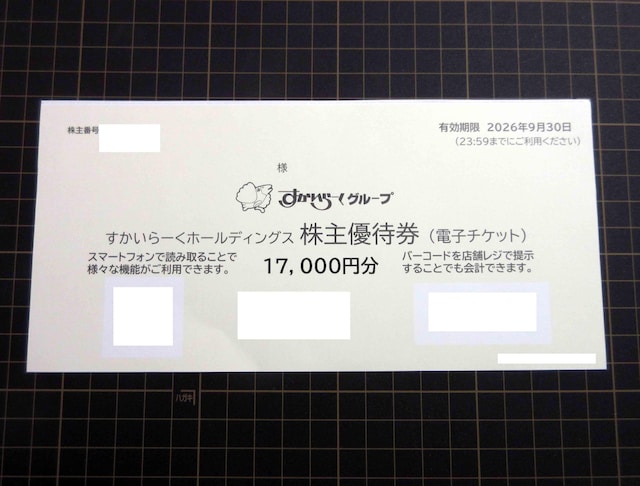 株主番号
有効期限 2026年9月30日
(23:59までにご利用ください)
様
すかいらーくグループ
すかいらーくホールディングス 株主優待券（電子チケット）
スマートフォンで読み取ることで
様々な機能がご利用できます。
17,000円分
バーコードを店舗レジで提示
することでも会計できます。
ハガキ